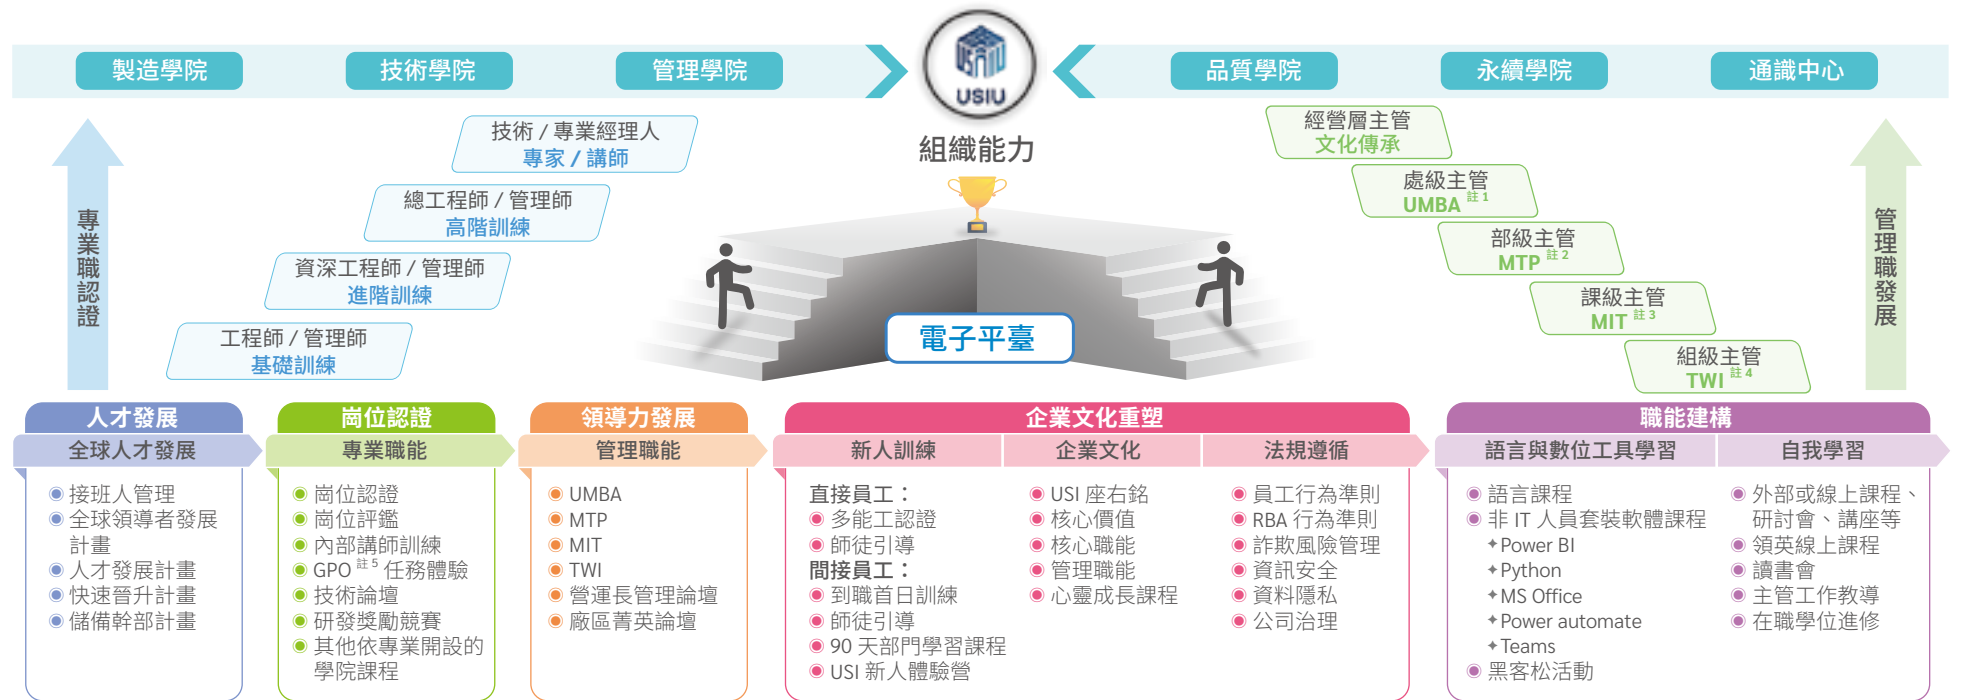 製造學院
技術學院
管理學院
USIU
品質學院
永續學院
通識中心
組織能力
專業職認證
技術 / 專業經理人
專家 / 講師
總工程師 / 管理師
高階訓練
資深工程師 / 管理師
進階訓練
工程師 / 管理師
基礎訓練
電子平臺
經營層主管
文化傳承
處級主管
UMBA 註 1
部級主管
MTP 註 2
課級主管
MIT 註 3
組級主管
TWI 註 4
管理職發展
人才發展
全球人才發展
接班人管理
全球領導者發展
計畫
人才發展計畫
快速晉升計畫
儲備幹部計畫
崗位認證
專業職能
崗位認證
崗位評鑑
內部講師訓練
GPO 註 5 任務體驗
技術論壇
研發獎勵競賽
其他依專業開設的
學院課程
領導力發展
管理職能
UMBA
MTP
MIT
TWI
營運長管理論壇
廠區菁英論壇
企業文化重塑
新人訓練
直接員工：
多能工認證
師徒引導
間接員工：
到職首日訓練
師徒引導
90 天部門學習課程
USI 新人體驗營
企業文化
USI 座右銘
核心價值
核心職能
管理職能
心靈成長課程
法規遵循
員工行為準則
RBA 行為準則
詐欺風險管理
資訊安全
資料隱私
公司治理
職能建構
語言與數位工具學習
語言課程
非 IT 人員套裝軟體課程
Power BI
Python
MS Office
Power automate
Teams
黑客松活動
自我學習
外部或線上課程、
研討會、講座等
領英線上課程
讀書會
主管工作教導
在職學位進修